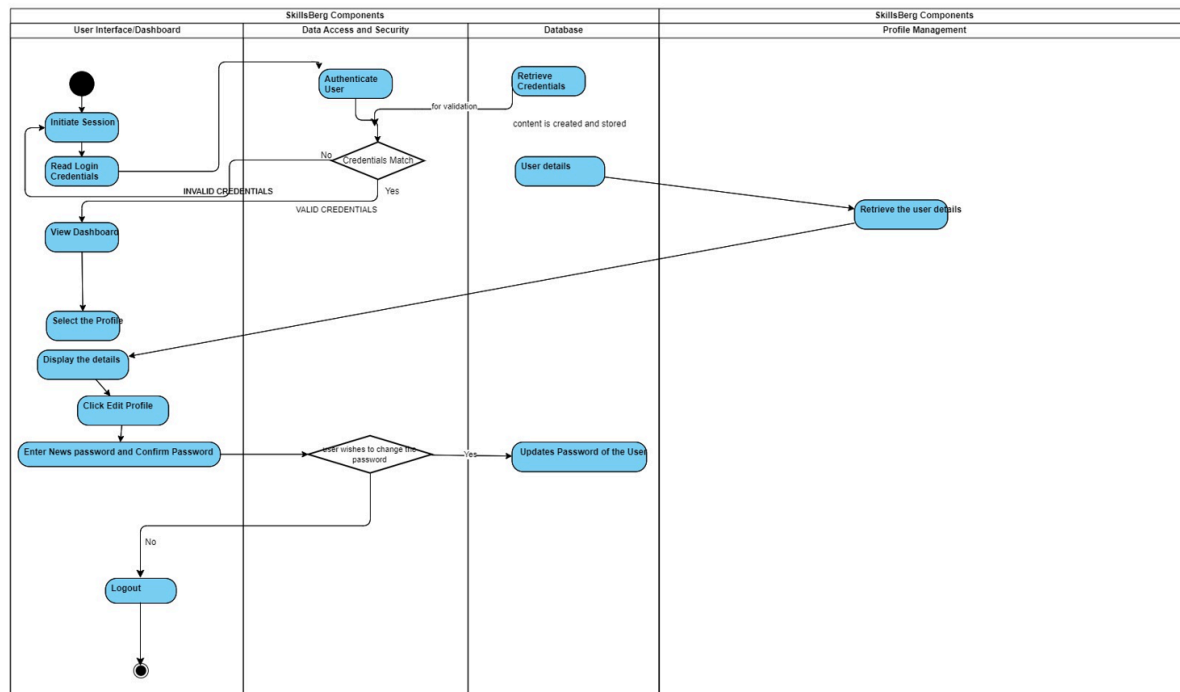 SkillsBerg Components
SkillsBerg Components
User Interface/Dashboard
Data Access and Security
Database
Profile Management
Authenticate
User
Retrieve
Credentials
for validation
content is created and stored
Initiate Session
Read Login
Credentials
No
Credentials Match
INVALID CREDENTIALS
Yes
VALID CREDENTIALS
User details
Retrieve the user details
View Dashboard
Select the Profile
Display the details
Click Edit Profile
Enter News password and Confirm Password
user wishes to change the
password
Yes
Updates Password of the User
No
Logout